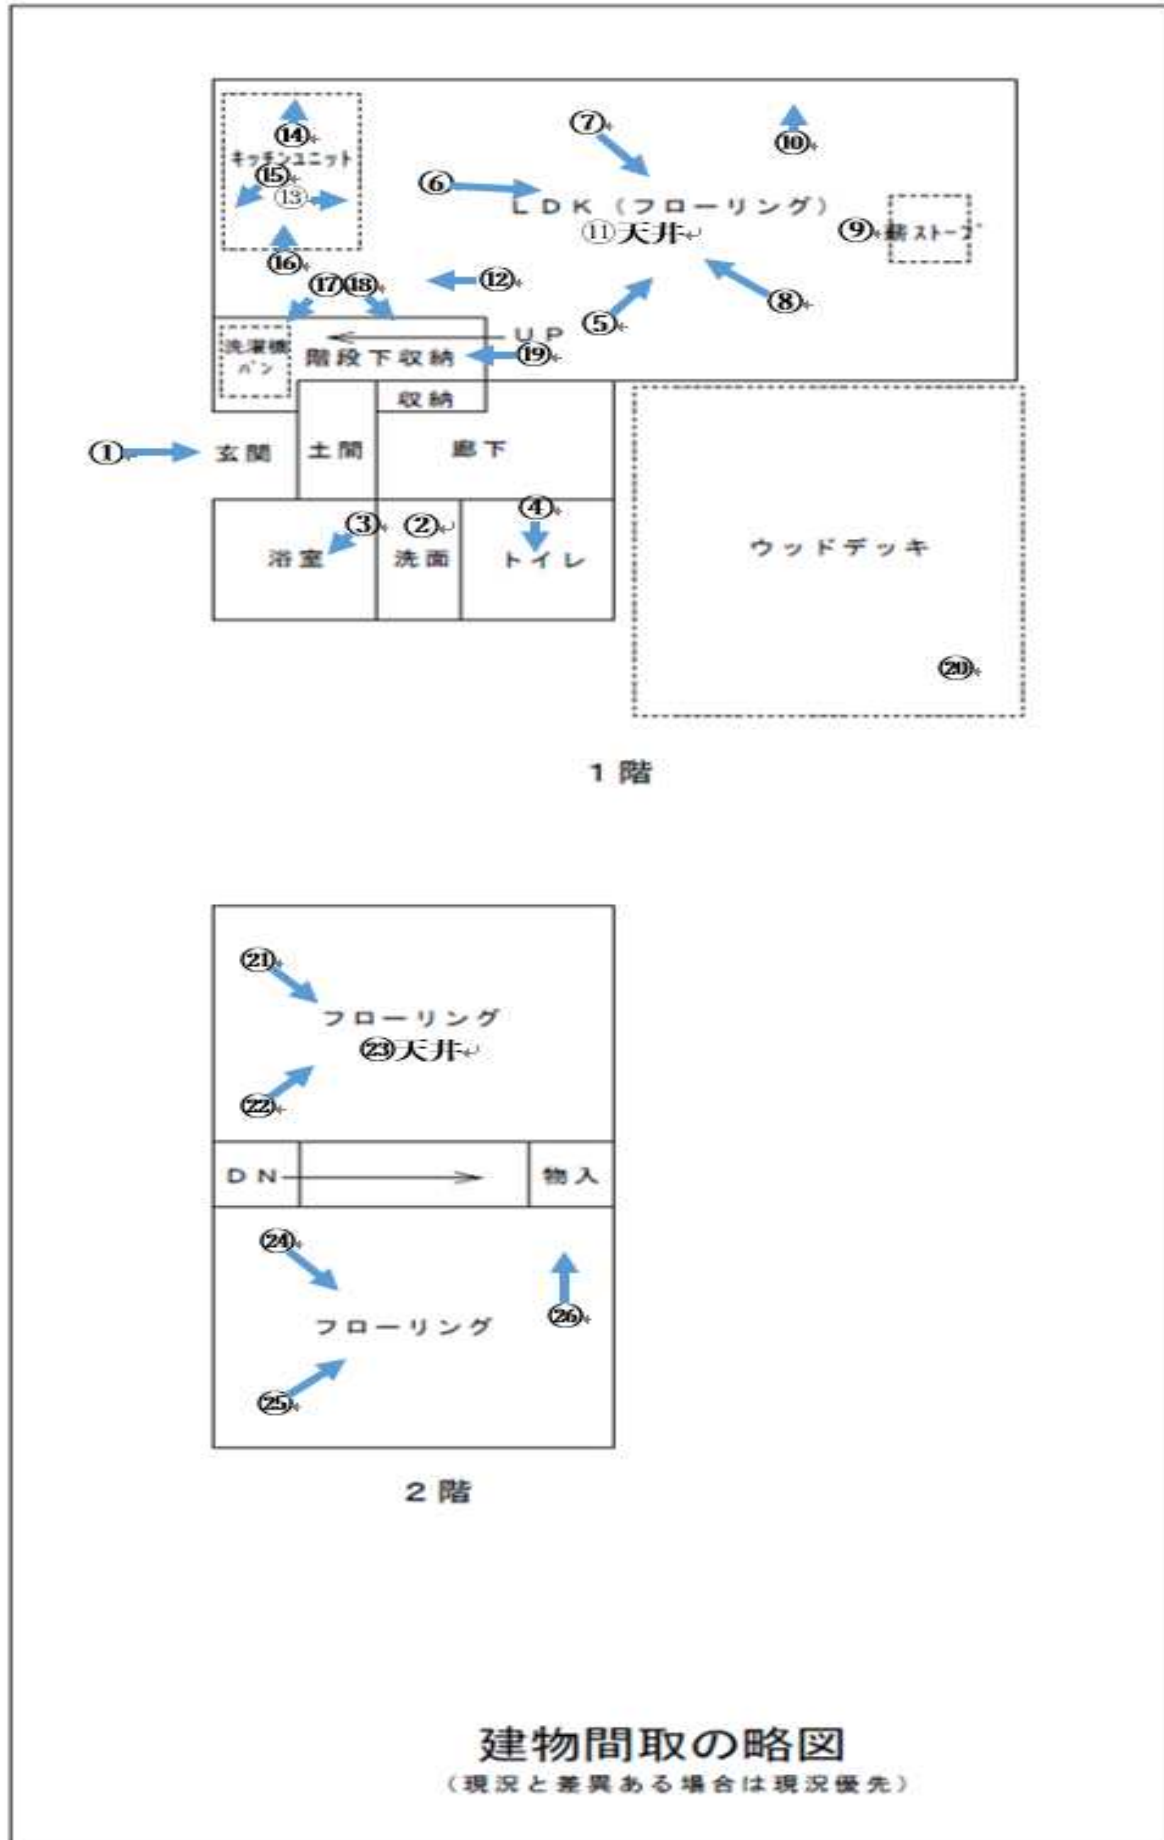 ⑭
キッチンユニット
⑮
⑬
⑯
⑦
⑩
⑥
LDK(フローリング)
⑪天井
⑨
ストーブ
⑰⑱
⑫
⑤
⑧
UP
洗濯機
パン
階段下収納
⑲
収納
①
玄関
土間
廊下
③
②
④
浴室
洗面
トイレ
ウッドデッキ
⑳
1階
㉑
フローリング
㉓天井
㉒
DN
物入
㉔
フローリング
㉖
㉕
2階
建物間取の略図
(現況と差異ある場合は現況優先)